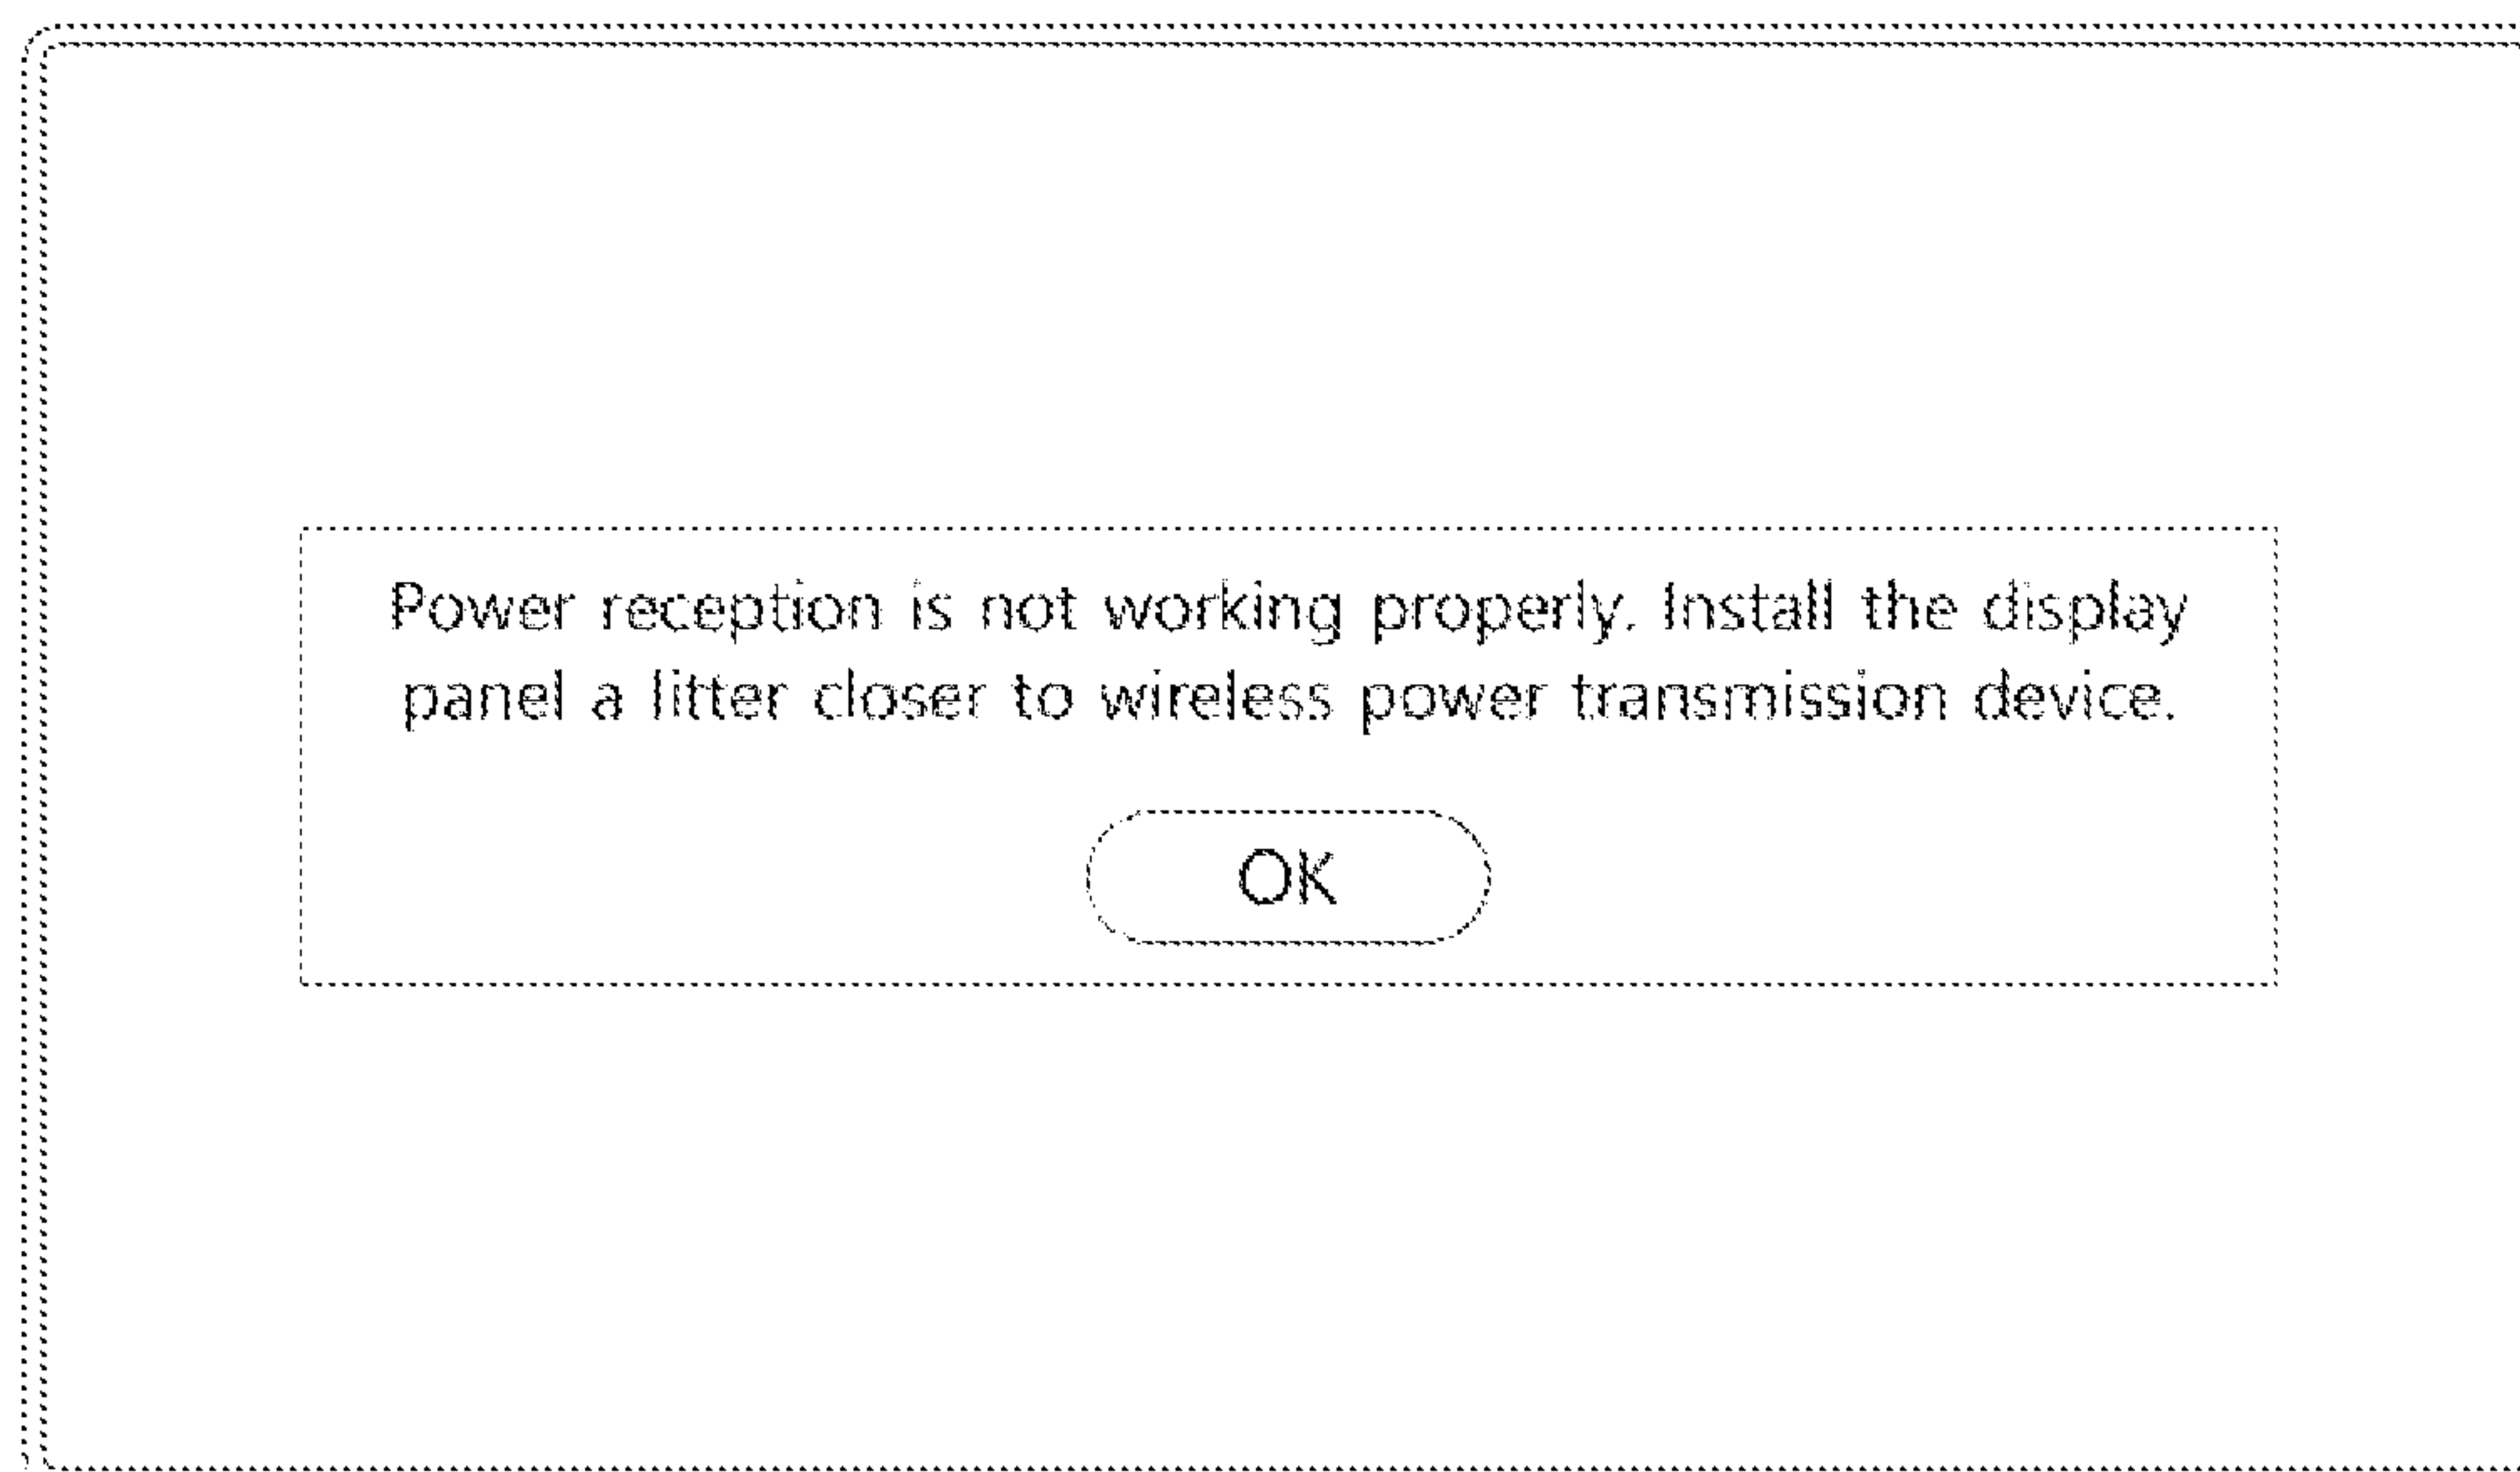 Power reception is not working properly. Install the display
panel a litter closer to wireless power transmission device.
OK